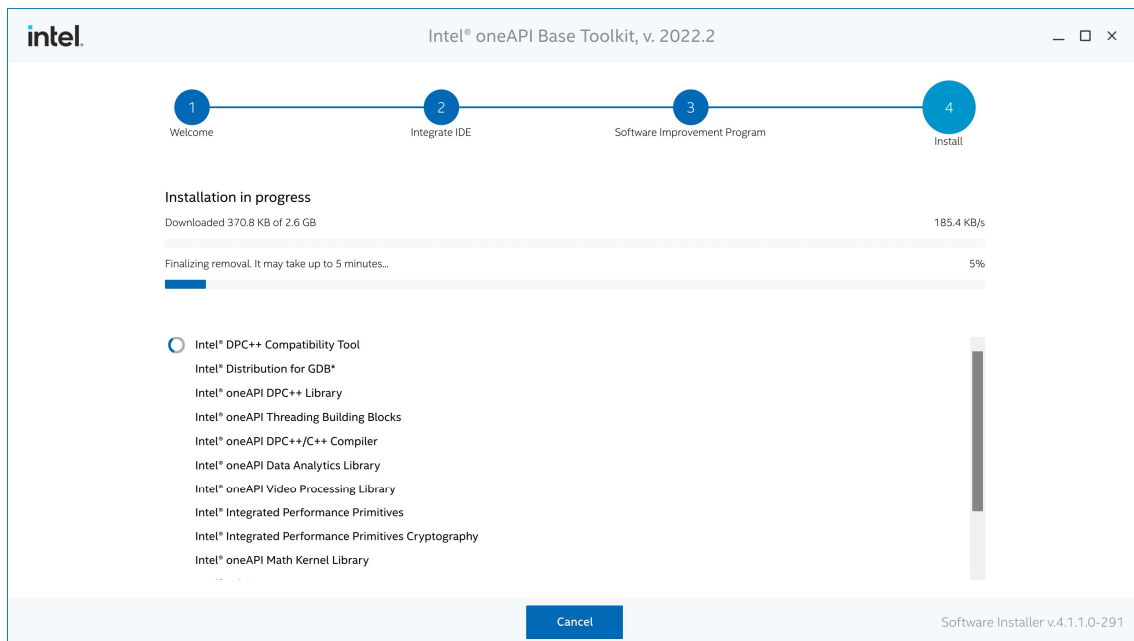 intel.
Intel® oneAPI Base Toolkit, v. 2022.2
1
2
3
4
Welcome
Integrate IDE
Software Improvement Program
Install
Installation in progress
Downloaded 370.8 KB of 2.6 GB
185.4 KB/s
Finalizing removal. It may take up to 5 minutes...
5%
Intel® DPC++ Compatibility Tool
Intel® Distribution for GDB*
Intel® oneAPI DPC++ Library
Intel® oneAPI Threading Building Blocks
Intel® oneAPI DPC++/C++ Compiler
Intel® oneAPI Data Analytics Library
Intel® oneAPI Video Processing Library
Intel® Integrated Performance Primitives
Intel® Integrated Performance Primitives Cryptography
Intel® oneAPI Math Kernel Library
Cancel
Software Installer v.4.1.1.0-291